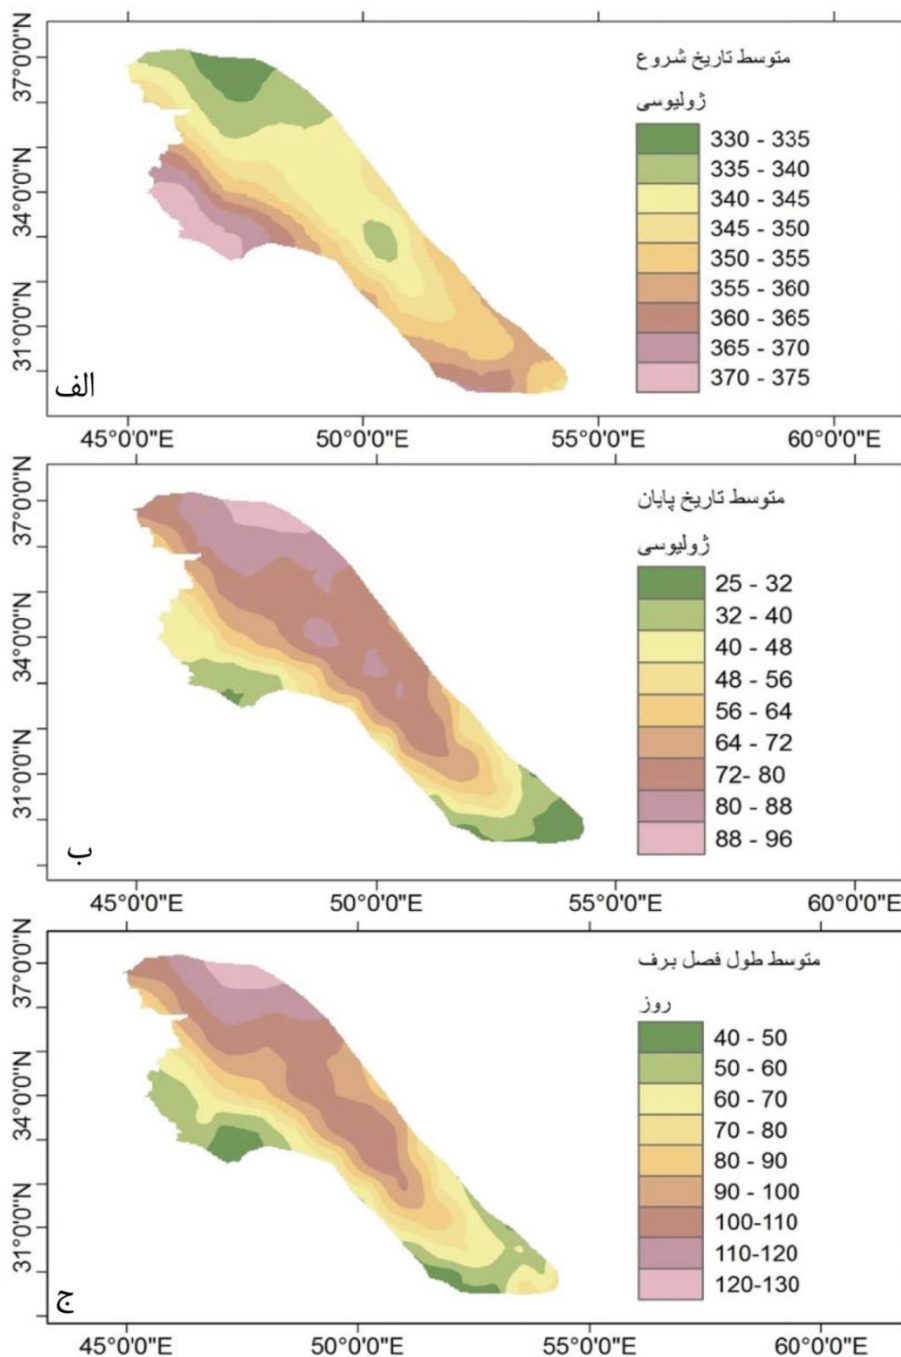 37°0'0"N
34°0'0"N
31°0'0"N
متوسط تاریخ شروع
ژولیوسی
330 - 335
335 - 340
340 - 345
345 - 350
350 - 355
355 - 360
360 - 365
365 - 370
370 - 375
الف
45°0'0"E 50°0'0"E 55°0'0"E 60°0'0"E
37°0'0"N
34°0'0"N
31°0'0"N
متوسط تاریخ پایان
ژولیوسی
25 - 32
32 - 40
40 - 48
48 - 56
56 - 64
64 - 72
72- 80
80 - 88
88 - 96
ب
45°0'0"E 50°0'0"E 55°0'0"E 60°0'0"E
37°0'0"N
34°0'0"N
31°0'0"N
متوسط طول فصل برف
روز
40 - 50
50 - 60
60 - 70
70 - 80
80 - 90
90 - 100
100-110
110-120
120-130
ج
45°0'0"E 50°0'0"E 55°0'0"E 60°0'0"E